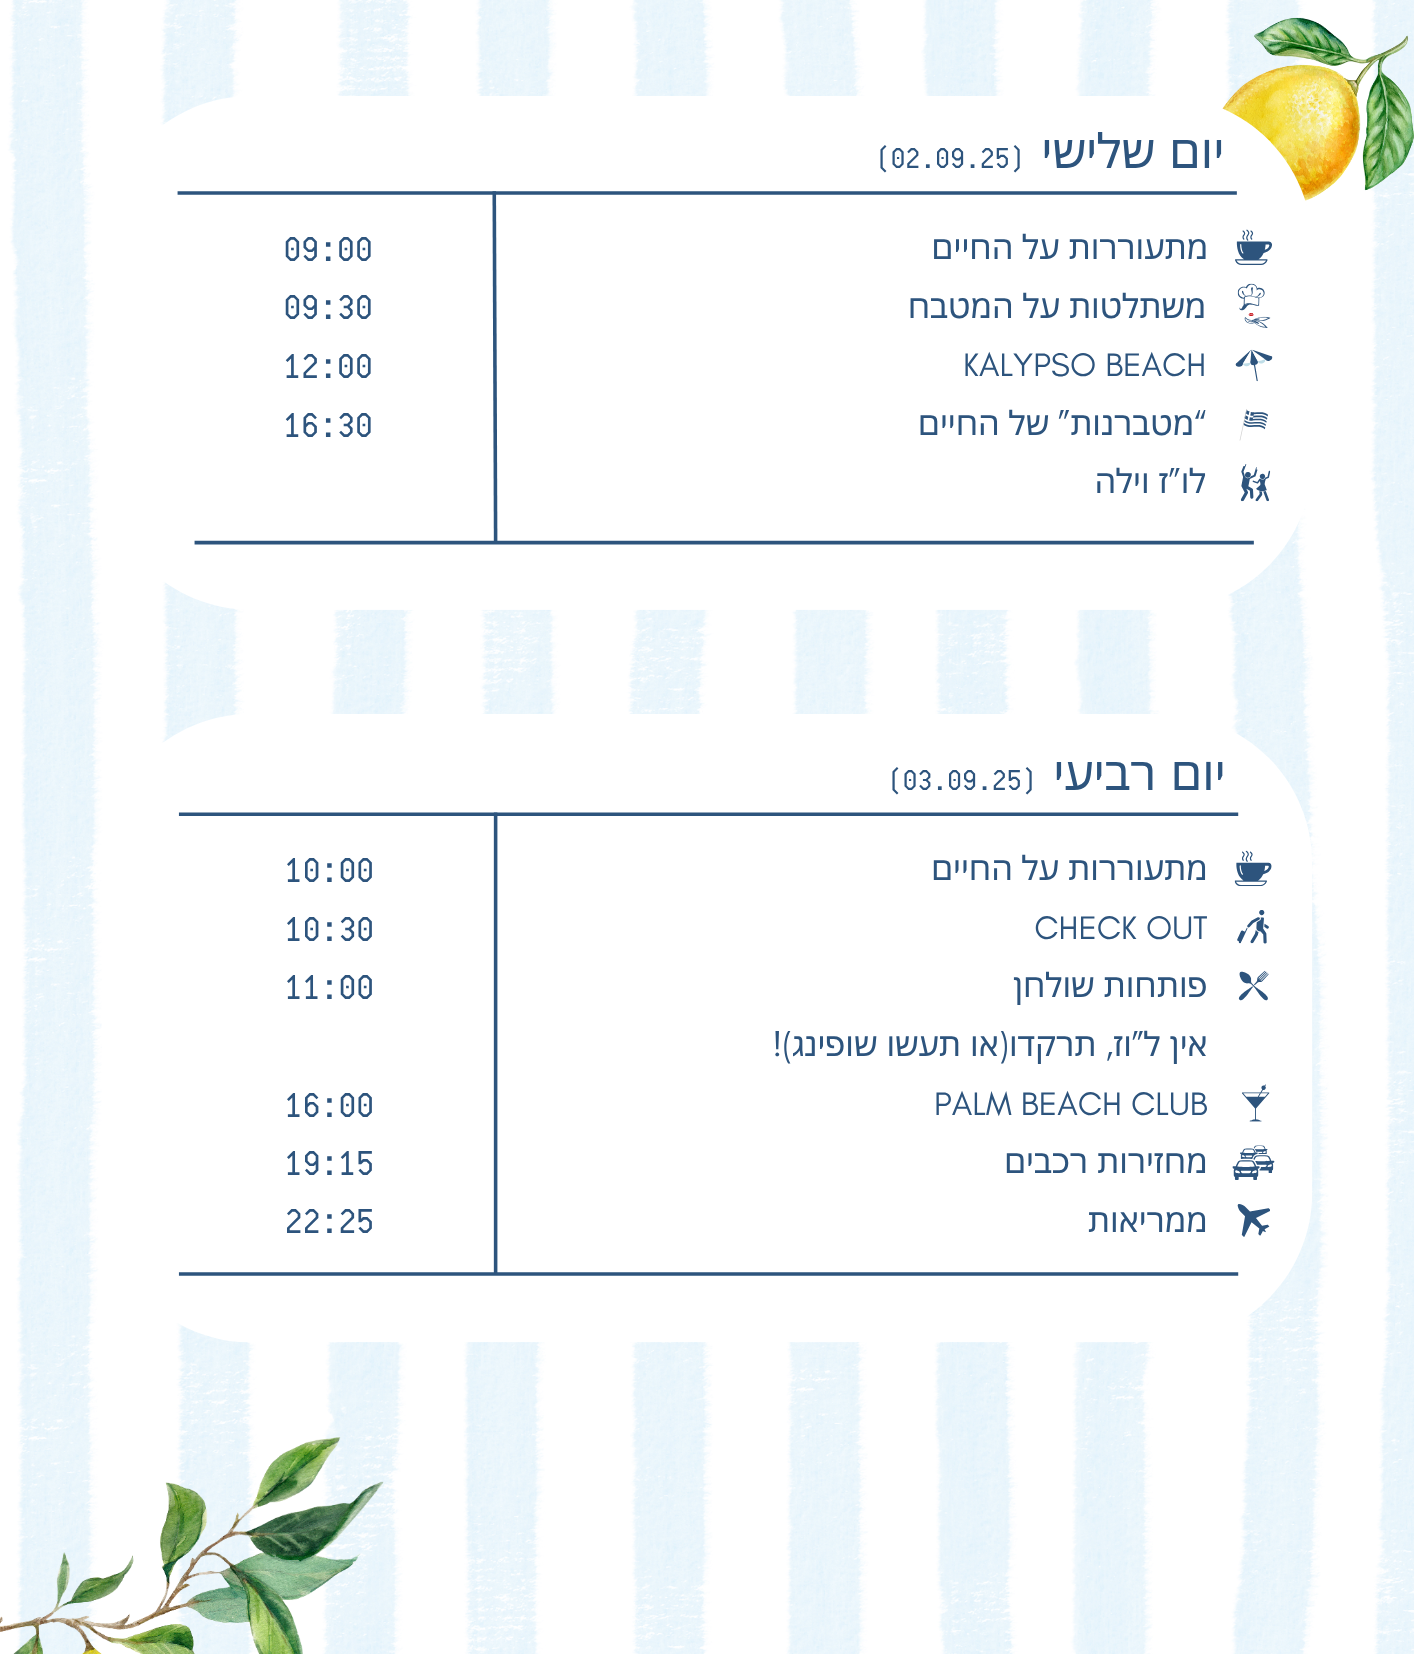 יום שלישי (02.09.25)
מתעוררות על החיים 09:00
משתלטות על המטבח 09:30
KALYPSO BEACH 12:00
“מטברנות” של החיים 16:30
לו”ז וילה
יום רביעי (03.09.25)
מתעוררות על החיים 10:00
CHECK OUT 10:30
פותחות שולחן 11:00
אין ל”וז, תרקדו(או תעשו שופינג)!
PALM BEACH CLUB 16:00
מחזירות רכבים 19:15
ממריאות 22:25